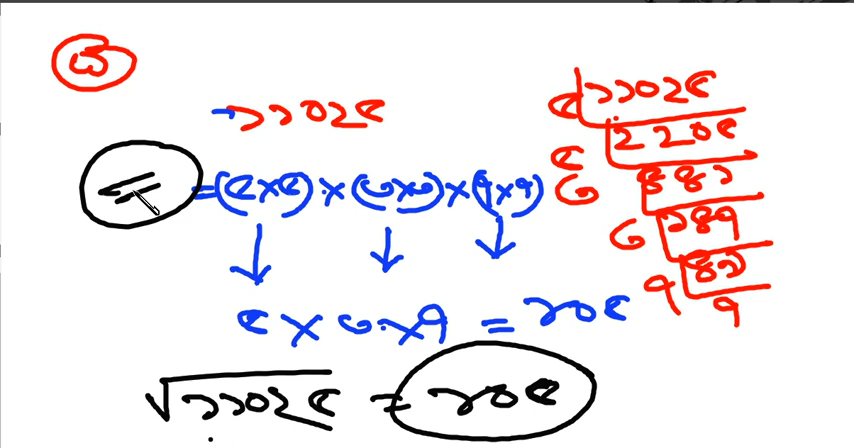 ১১০২৫
৫ ১১০২৫
৫ ২২০৫
৩ ৪৪১
৩ ১৪৭
৭ ৪৯
৭
= (৫×৫) × (৩×৩) × (৭×৭)
৫ × ৩ × ৭ = ১০৫
√১১০২৫ = ১০৫